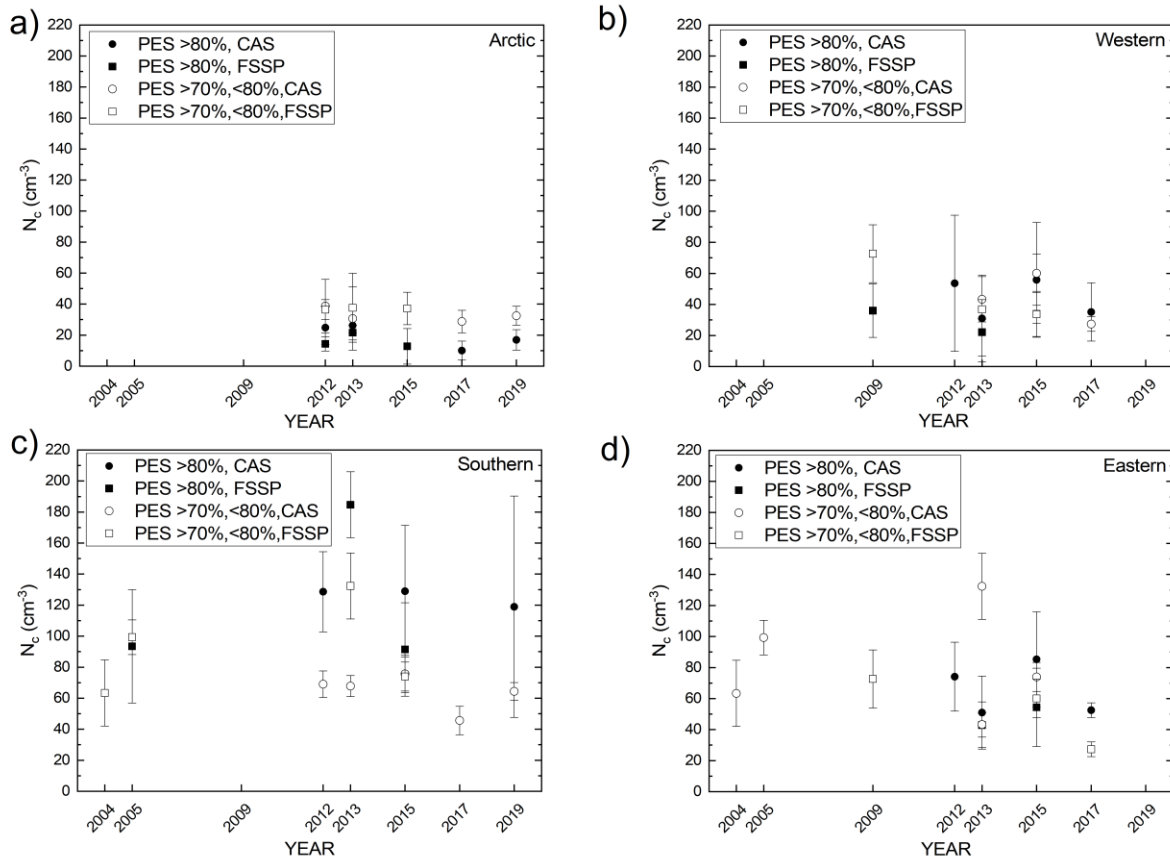 a)
Arctic
PES >80%, CAS
PES >80%, FSSP
PES >70%,<80%,CAS
PES >70%,<80%,FSSP
220
200
180
160
140
120
100
80
60
40
20
0
N_c (cm⁻³)
2004 2005 2009 2012 2013 2015 2017 2019
YEAR
b)
Western
PES >80%, CAS
PES >80%, FSSP
PES >70%,<80%,CAS
PES >70%,<80%,FSSP
220
200
180
160
140
120
100
80
60
40
20
0
N_c (cm⁻³)
2004 2005 2009 2012 2013 2015 2017 2019
YEAR
c)
Southern
PES >80%, CAS
PES >80%, FSSP
PES >70%,<80%,CAS
PES >70%,<80%,FSSP
220
200
180
160
140
120
100
80
60
40
20
0
N_c (cm⁻³)
2004 2005 2009 2012 2013 2015 2017 2019
YEAR
d)
Eastern
PES >80%, CAS
PES >80%, FSSP
PES >70%,<80%,CAS
PES >70%,<80%,FSSP
220
200
180
160
140
120
100
80
60
40
20
0
N_c (cm⁻³)
2004 2005 2009 2012 2013 2015 2017 2019
YEAR